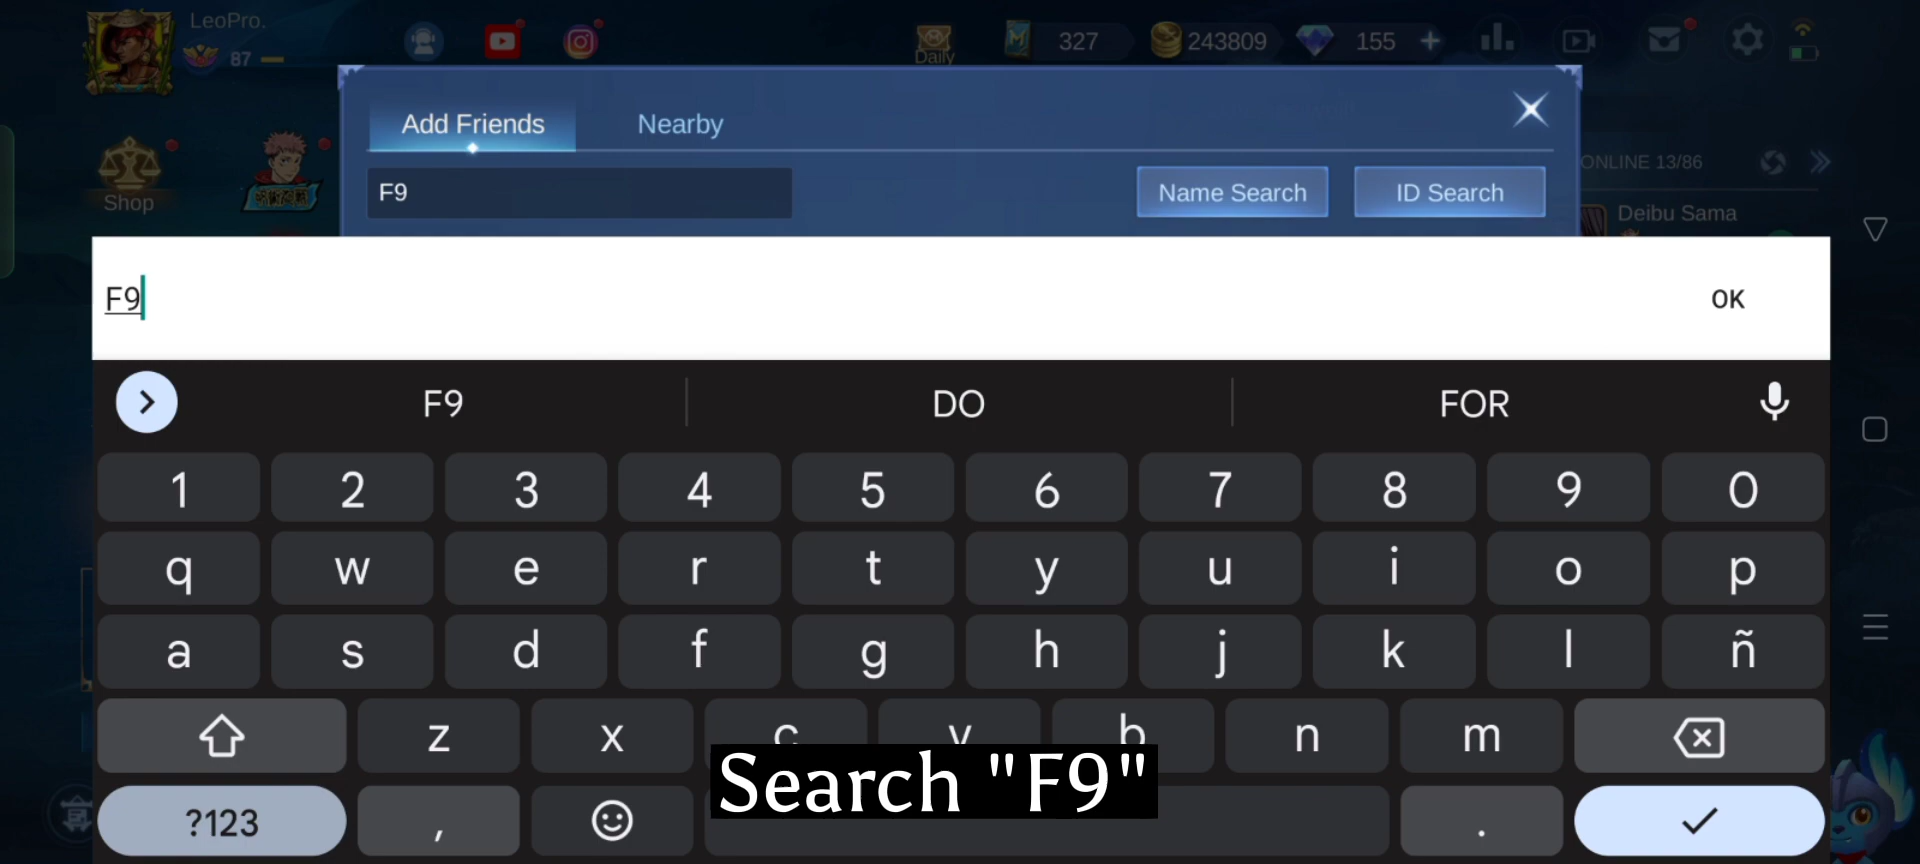 LeoPro.
87
Daily
327
243809
155
Add Friends
Nearby
F9
Name Search
ID Search
ONLINE 13/86
Shop
Deibu Sama
F9
OK
F9
DO
FOR
1 2 3 4 5 6 7 8 9 0
q w e r t y u i o p
a s d f g h j k l ñ
z x c v b n m
Search "F9"
?123 , .